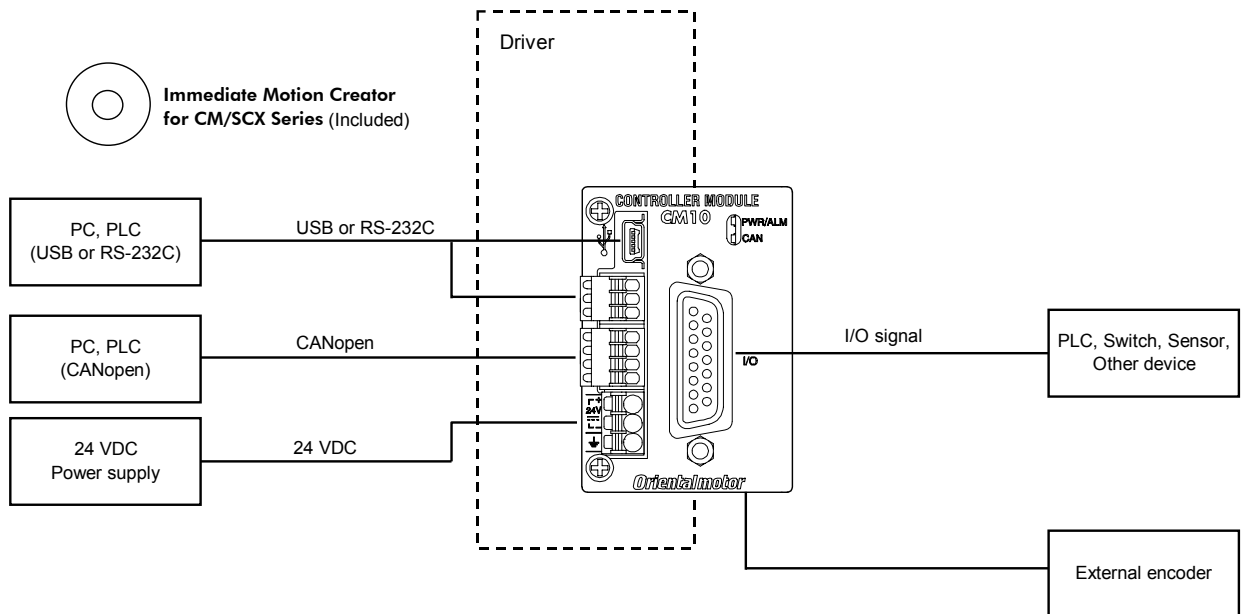 Driver
Immediate Motion Creator
for CM/SCX Series (Included)
PC, PLC
(USB or RS-232C)
USB or RS-232C
CONTROLLER MODULE
CM10
PWR/ALM
CAN
PC, PLC
(CANopen)
CANopen
I/O signal
I/O
PLC, Switch, Sensor,
Other device
24 VDC
Power supply
24 VDC
+
24V
-
Orientalmotor
External encoder